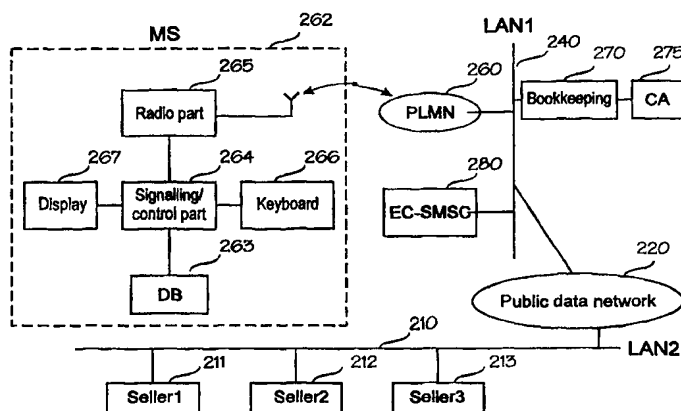 MS
262
LAN1
240
270
275
265
260
Radio part
PLMN
Bookkeeping
CA
267
264
266
280
Display
Signalling/
control part
Keyboard
EC-SMSC
263
220
DB
Public data network
210
LAN2
211
212
213
Seller1
Seller2
Seller3